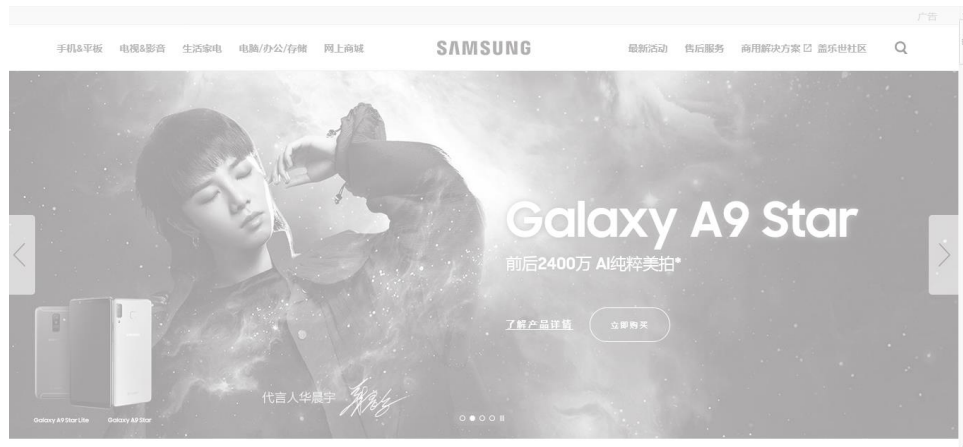 广告
手机&平板 电视&影音 生活家电 电脑/办公/存储 网上商城 SAMSUNG 最新活动 售后服务 商用解决方案 盖乐世社区
Galaxy A9 Star
前后2400万 AI纯粹美拍*
了解产品详情 立即购买
代言人华晨宇
Galaxy A9 Star Lite Galaxy A9 Star